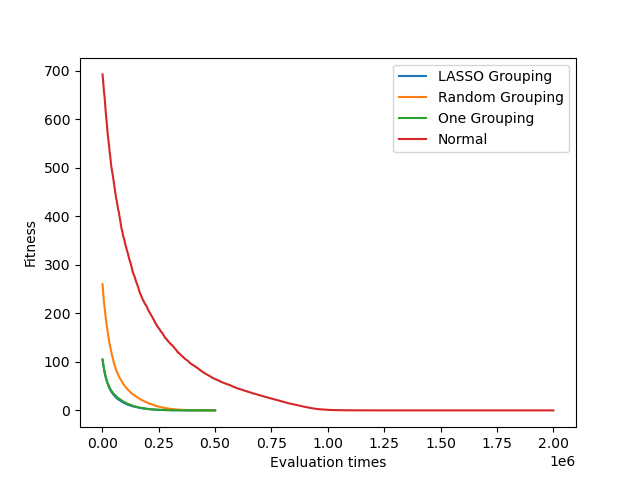 LASSO Grouping
Random Grouping
One Grouping
Normal
700
600
500
400
300
200
100
0
Fitness
0.00 0.25 0.50 0.75 1.00 1.25 1.50 1.75 2.00
1e6
Evaluation times